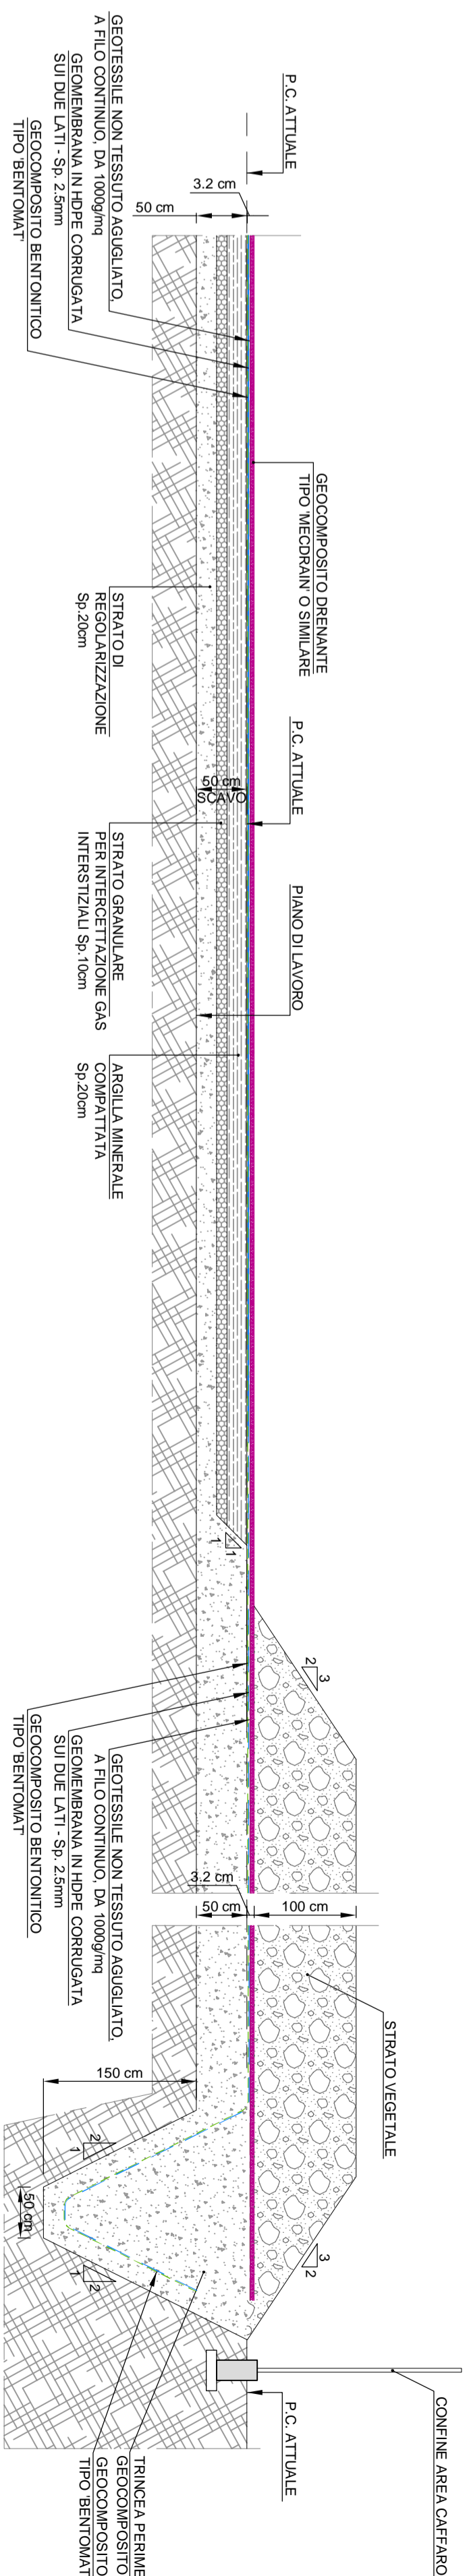 P.C. ATTUALE
3.2 cm
50 cm
GEOTESSILE NON TESSUTO AGUGLIATO,
A FILO CONTINUO, DA 1000g/mq
GEOMEMBRANA IN HDPE CORRUGATA
SUI DUE LATI - Sp. 2.5mm
GEOCOMPOSITO BENTONITICO
TIPO 'BENTOMAT'
GEOCOMPOSITO DRENANTE
TIPO 'MECDRAIN' O SIMILARE
STRATO DI
REGOLARIZZAZIONE
Sp.20cm
P.C. ATTUALE
50 cm
SCAVO
STRATO GRANULARE
PER INTERCETTAZIONE GAS
INTERSTIZIALI Sp.10cm
PIANO DI LAVORO
ARGILLA MINERALE
COMPATTATA
Sp.20cm
1
1
2
3
GEOTESSILE NON TESSUTO AGUGLIATO,
A FILO CONTINUO, DA 1000g/mq
GEOMEMBRANA IN HDPE CORRUGATA
SUI DUE LATI - Sp. 2.5mm
GEOCOMPOSITO BENTONITICO
TIPO 'BENTOMAT'
3.2 cm
50 cm
100 cm
STRATO VEGETALE
150 cm
2
1
50 cm
1
2
3
2
P.C. ATTUALE
CONFINE AREA CAFFARO
TRINCEA PERIME
GEOCOMPOSITO
GEOCOMPOSITO
TIPO 'BENTOMAT